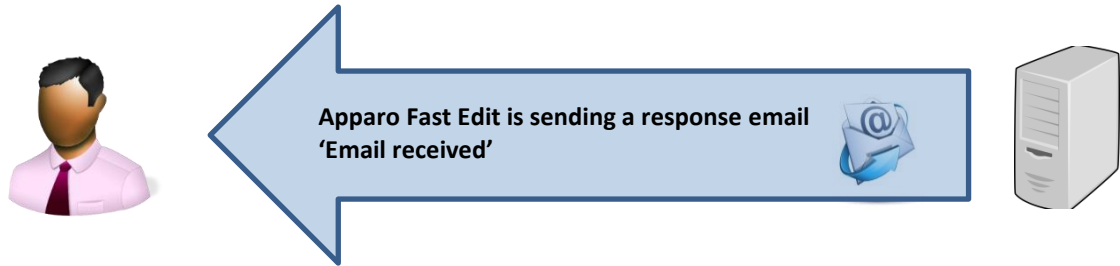 Apparo Fast Edit is sending a response email
‘Email received’
@